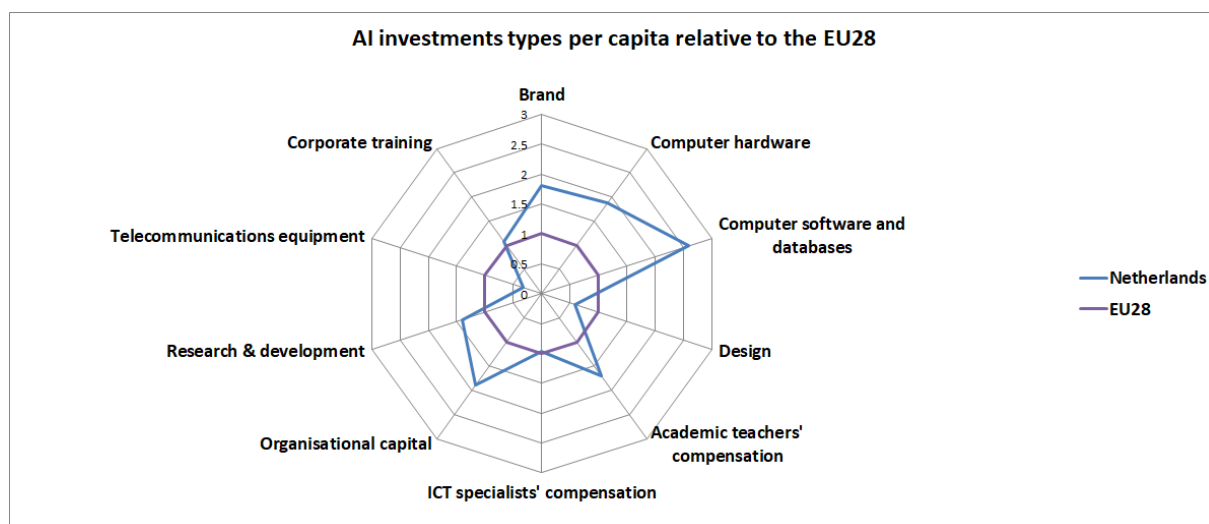 AI investments types per capita relative to the EU28
Brand
3
Corporate training
Computer hardware
2.5
2
1.5
Telecommunications equipment
Computer software and
databases
1
0.5
0
Netherlands
EU28
Research & development
Design
Organisational capital
Academic teachers'
compensation
ICT specialists' compensation